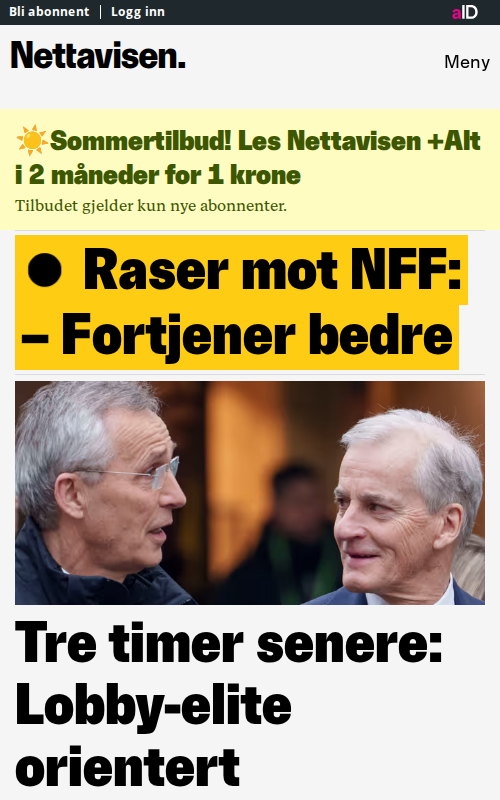 Bli abonnent
Logg inn
aID
Nettavisen.
Meny
☀️Sommertilbud! Les Nettavisen +Alt
i 2 måneder for 1 krone
Tilbudet gjelder kun nye abonnenter.
● Raser mot NFF:
– Fortjener bedre
Tre timer senere:
Lobby-elite
orientert